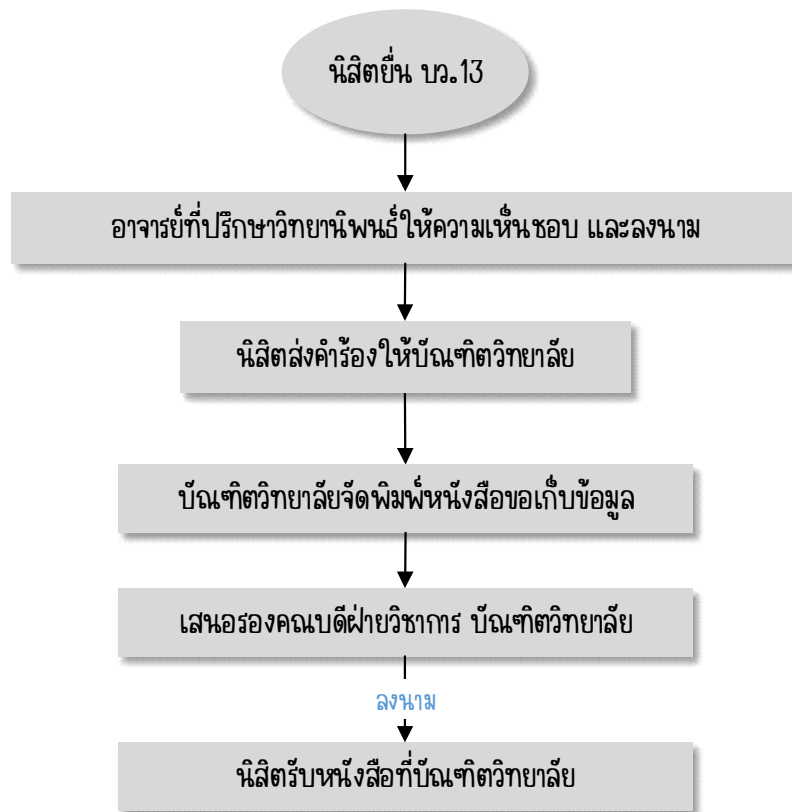 นิสิตยื่น บว.13
อาจารย์ที่ปรึกษาวิทยานิพนธ์ให้ความเห็นชอบ และลงนาม
นิสิตส่งคำร้องให้บัณฑิตวิทยาลัย
บัณฑิตวิทยาลัยจัดพิมพ์หนังสือขอเก็บข้อมูล
เสนอรองคณบดีฝ่ายวิชาการ บัณฑิตวิทยาลัย
ลงนาม
นิสิตรับหนังสือที่บัณฑิตวิทยาลัย